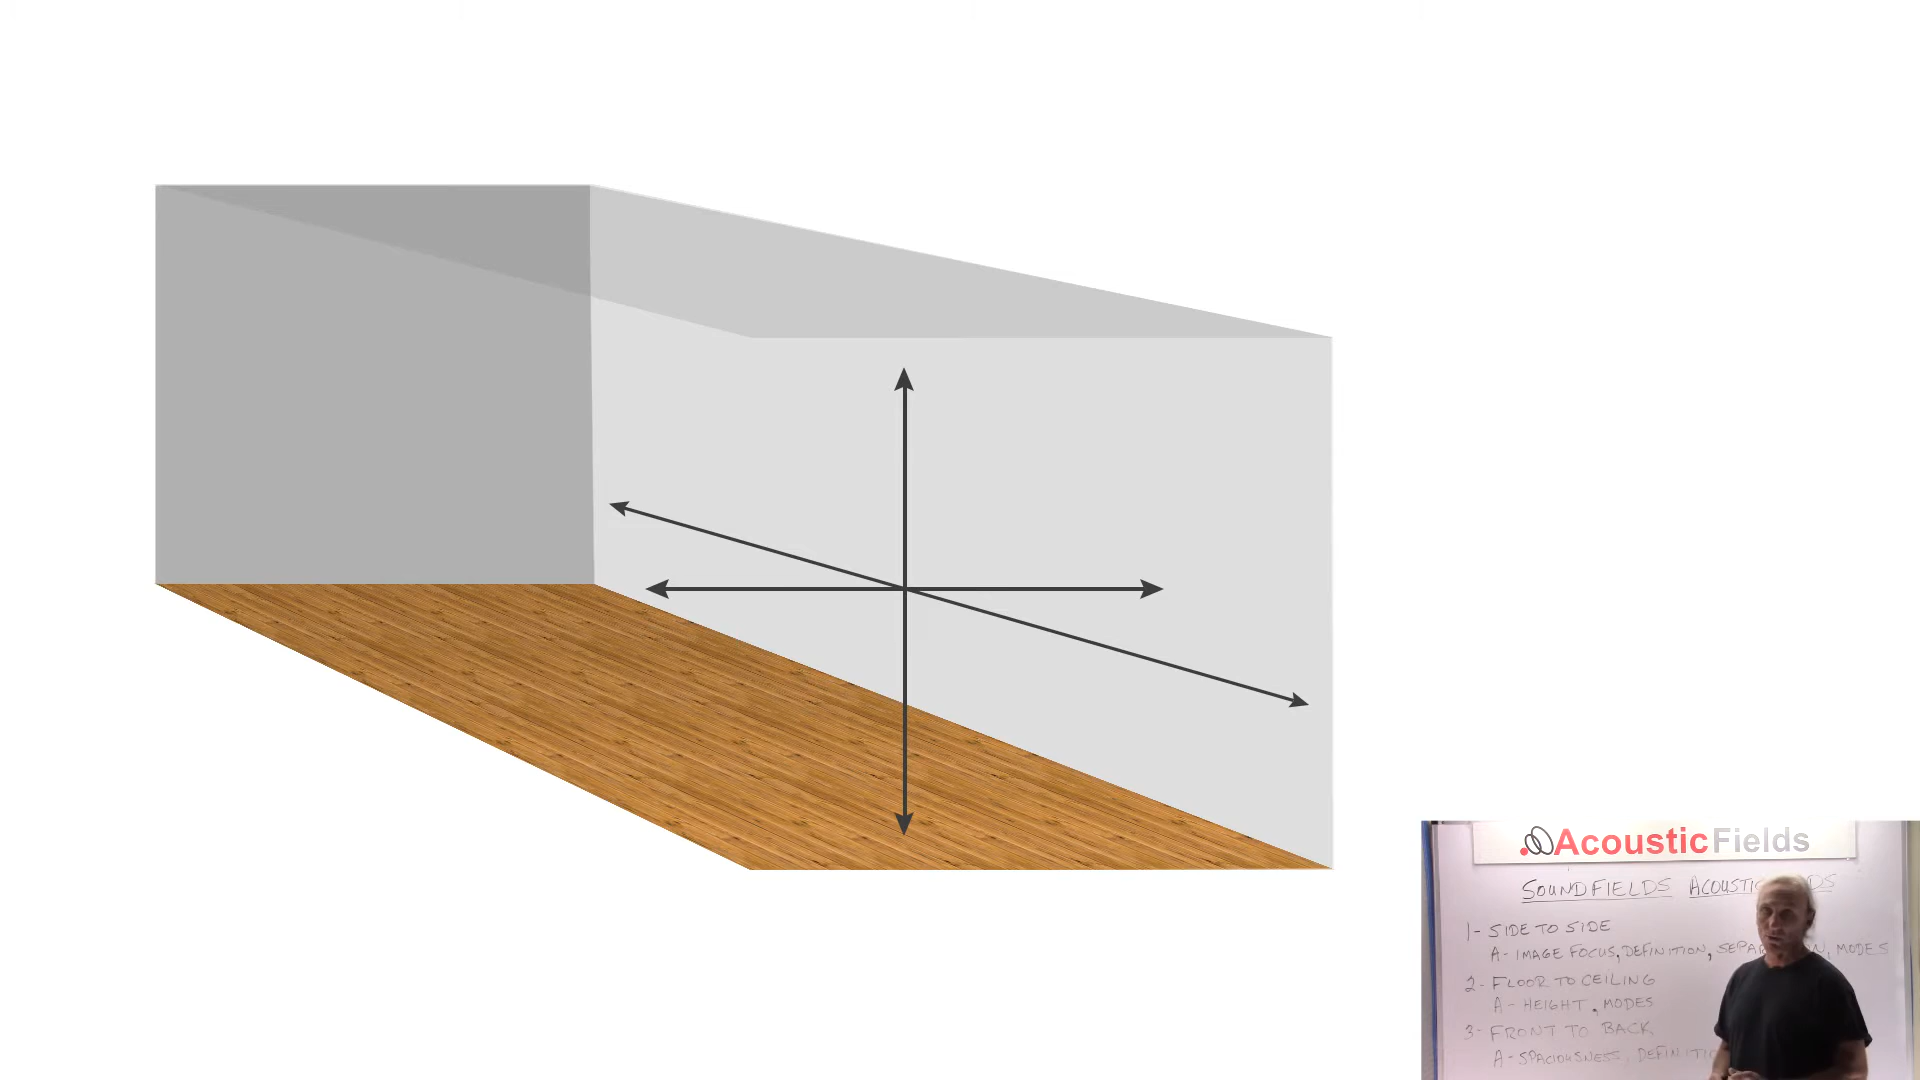 AcousticFields
SOUNDFIELDS ACOUSTIC
1- SIDE TO SIDE
A- IMAGE FOCUS, DEFINITION, MODES
2- FLOOR TO CEILING
A- HEIGHT, MODES
3- FRONT TO BACK
A- SPACIOUSNESS,